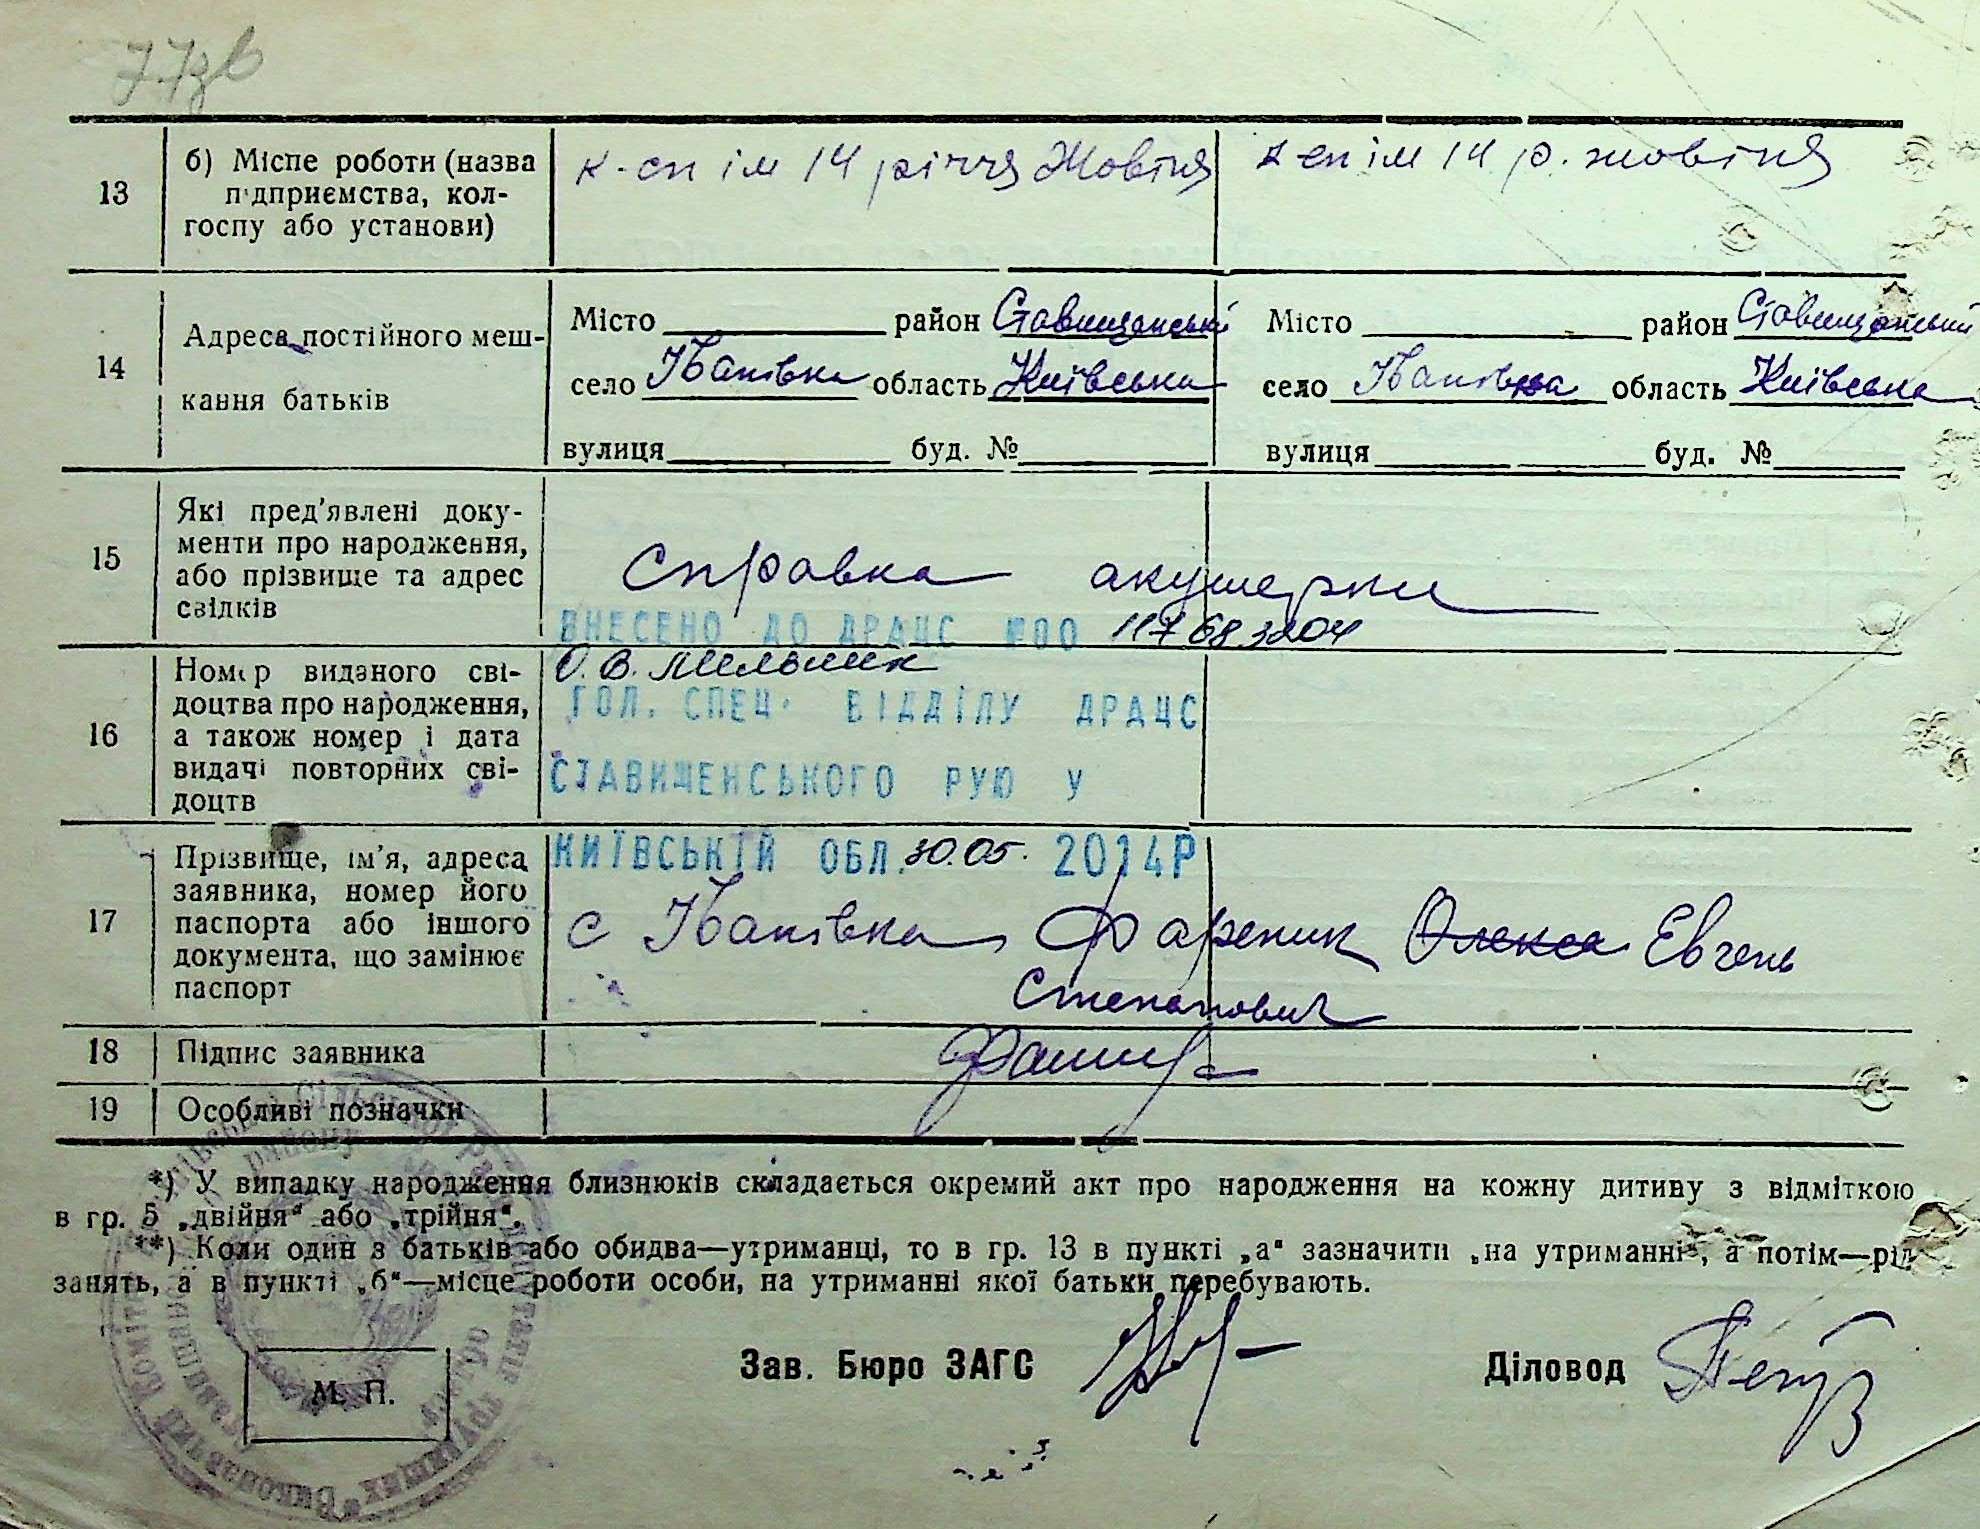 13
б) Місце роботи (назва
підприємства, кол-
госпу або установи)
к-сп ім 14 річчя Жовтня
к сп ім 14 р. жовтня
14
Адреса постійного меш-
кання батьків
Місто район Ставищенський
село Іванівка область Київська
вулиця буд. №
Місто район Ставищенський
село Іванівка область Київська
вулиця буд. №
15
Які пред'явлені доку-
менти про народження,
або прізвище та адрес
свідків
Справка акушерки
ВНЕСЕНО ДО ДРАЦС №00 117683204
16
Номер виданого сві-
доцтва про народження,
а також номер і дата
видачі повторних сві-
доцтв
О.В. Мельник
ГОЛ. СПЕЦ. ВІДДІЛУ ДРАЦС
СТАВИЩЕНСЬКОГО РУЮ У
КИЇВСЬКІЙ ОБЛ. 30.05. 2014Р
17
Прізвище, ім'я, адреса
заявника, номер його
паспорта або іншого
документа, що замінює
паспорт
с Іванівка, Фареник Олекса Евгень
Степанович
18
Підпис заявника
19
Особливі позначки
*) У випадку народження близнюків складається окремий акт про народження на кожну дитину з відміткою
в гр. 5 „двійня" або „трійня".
**) Коли один з батьків або обидва—утриманці, то в гр. 13 в пункті „а" зазначити „на утриманні", а потім—рід
занять, а в пункті „б"—місце роботи особи, на утриманні якої батьки перебувають.
М. П.
Зав. Бюро ЗАГС
Діловод